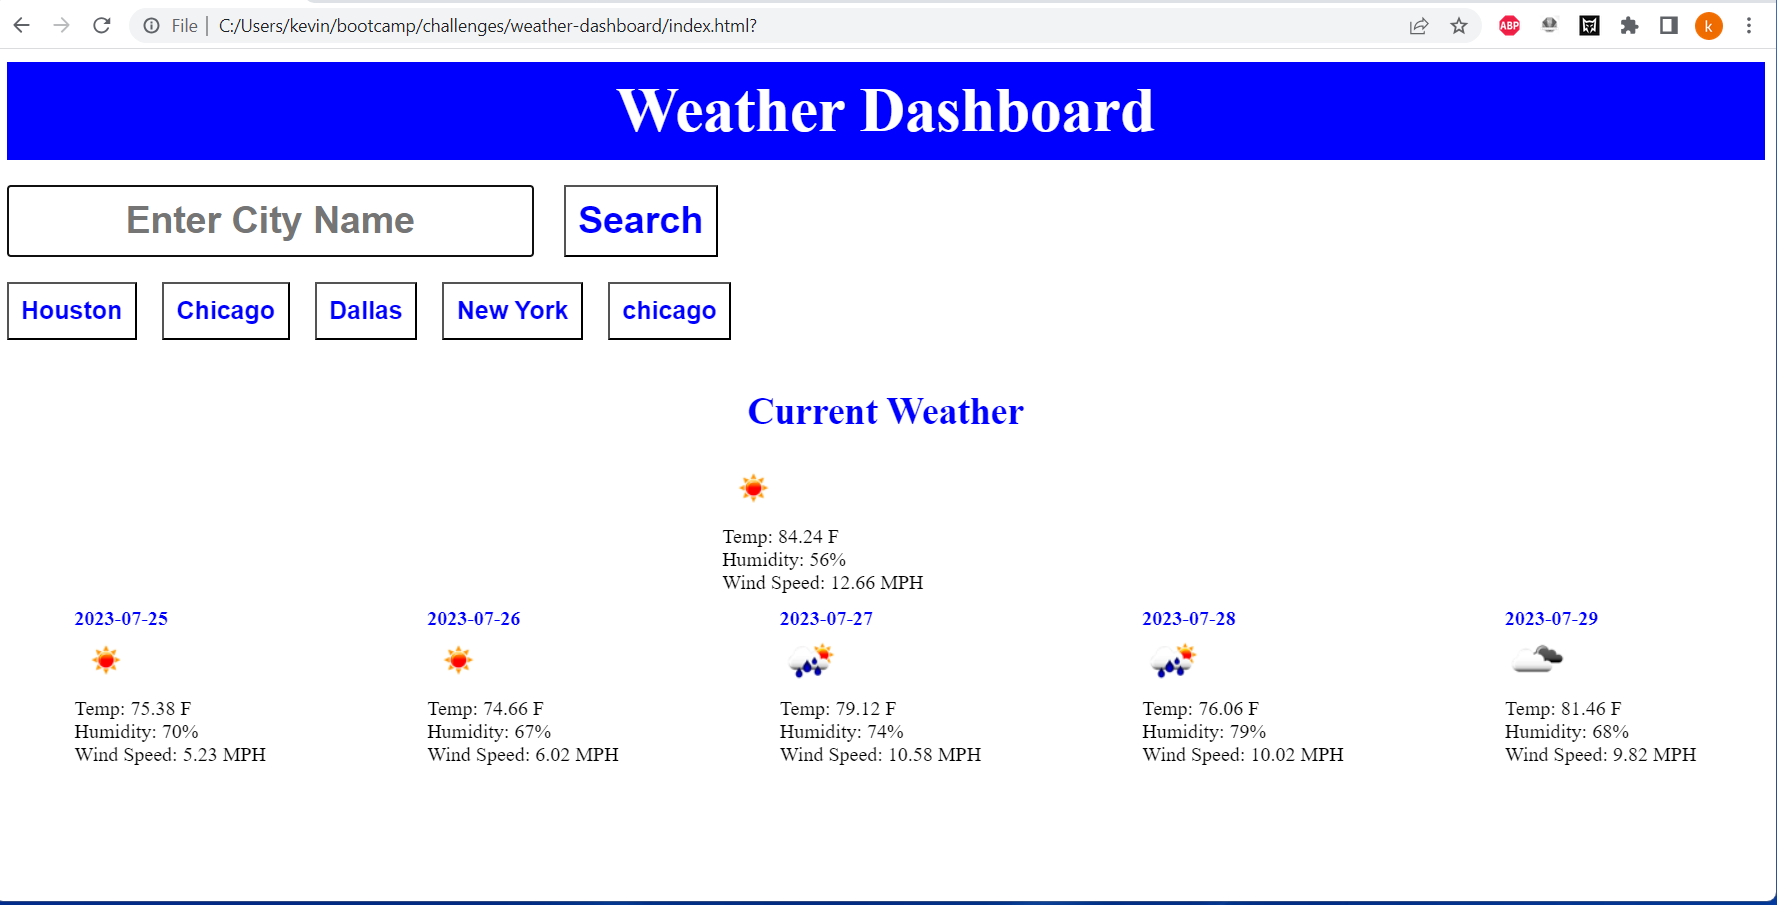 File | C:/Users/kevin/bootcamp/challenges/weather-dashboard/index.html?
ABP
k
Weather Dashboard
Enter City Name Search
Houston Chicago Dallas New York chicago
Current Weather
Temp: 84.24 F
Humidity: 56%
Wind Speed: 12.66 MPH
2023-07-25 2023-07-26 2023-07-27 2023-07-28 2023-07-29
Temp: 75.38 F Temp: 74.66 F Temp: 79.12 F Temp: 76.06 F Temp: 81.46 F
Humidity: 70% Humidity: 67% Humidity: 74% Humidity: 79% Humidity: 68%
Wind Speed: 5.23 MPH Wind Speed: 6.02 MPH Wind Speed: 10.58 MPH Wind Speed: 10.02 MPH Wind Speed: 9.82 MPH